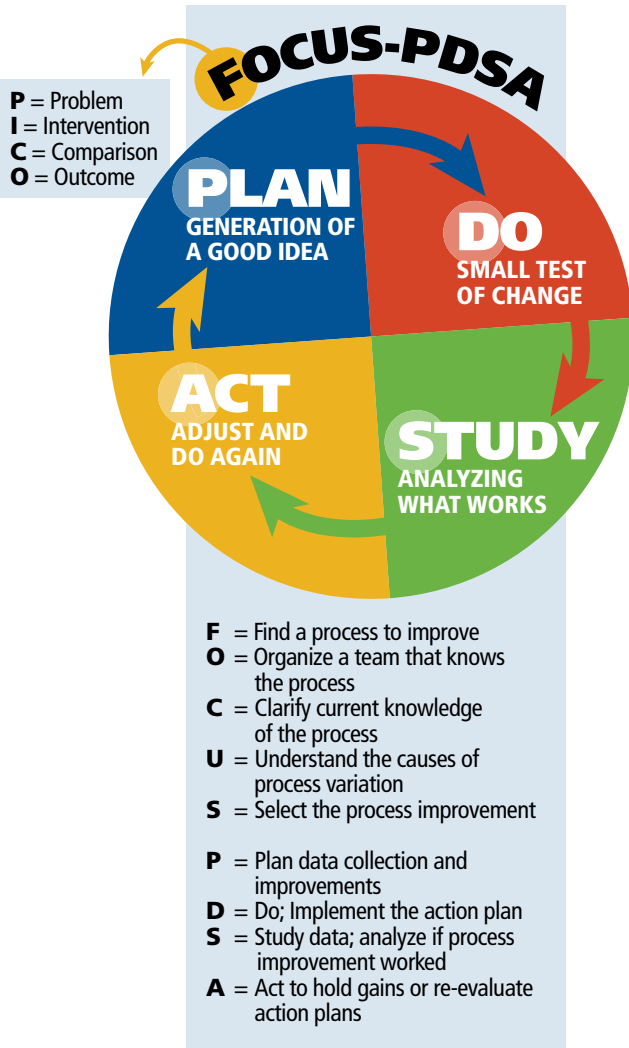 FOCUS-PDSA
P = Problem
I = Intervention
C = Comparison
O = Outcome
PLAN
GENERATION OF
A GOOD IDEA
DO
SMALL TEST
OF CHANGE
STUDY
ANALYZING
WHAT WORKS
ACT
ADJUST AND
DO AGAIN
F = Find a process to improve
O = Organize a team that knows
the process
C = Clarify current knowledge
of the process
U = Understand the causes of
process variation
S = Select the process improvement
P = Plan data collection and
improvements
D = Do; Implement the action plan
S = Study data; analyze if process
improvement worked
A = Act to hold gains or re-evaluate
action plans